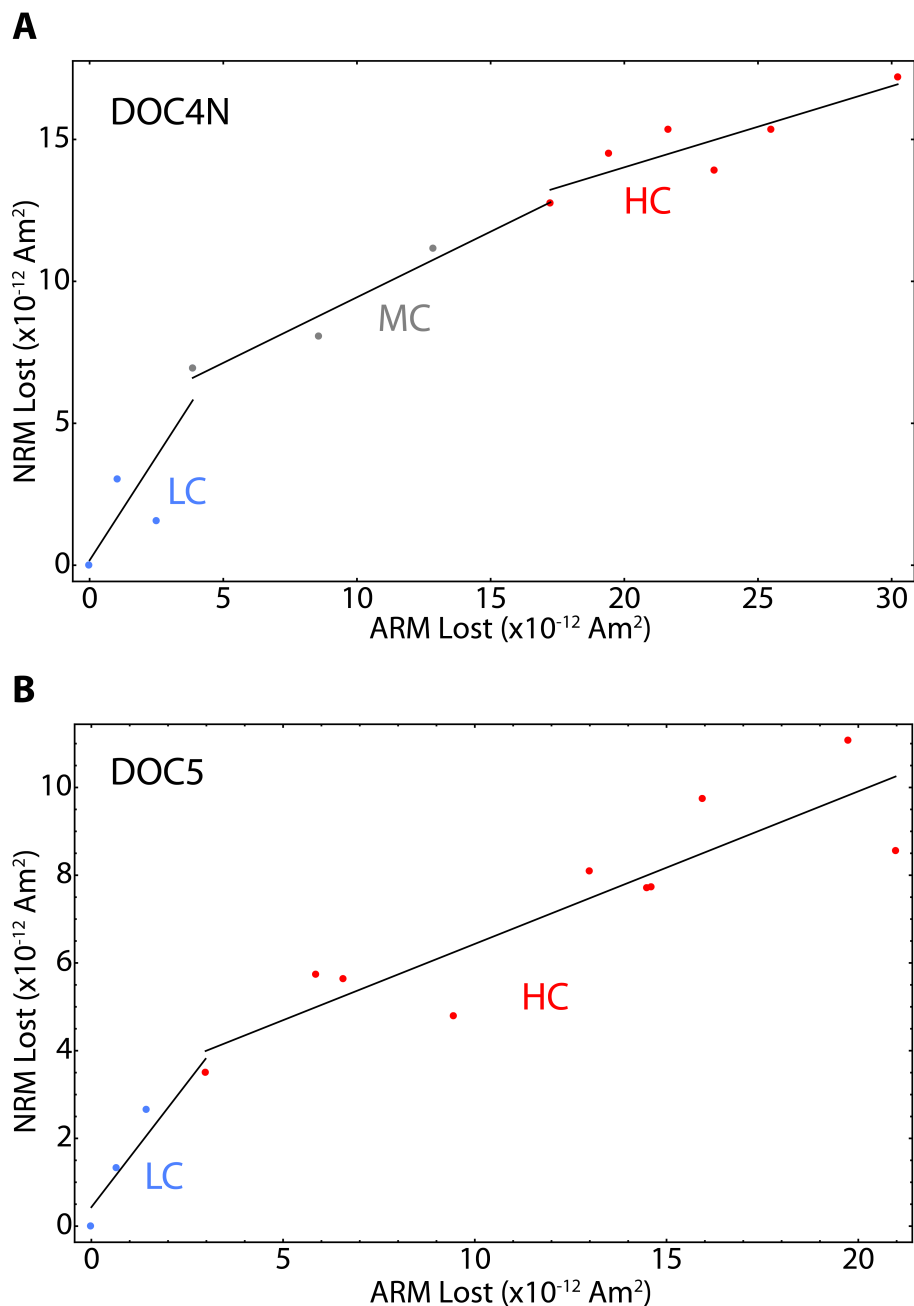 A
DOC4N
NRM Lost (x10⁻¹² Am²)
15
10
5
0
HC
MC
LC
0 5 10 15 20 25 30
ARM Lost (x10⁻¹² Am²)
B
DOC5
NRM Lost (x10⁻¹² Am²)
10
8
6
4
2
0
HC
LC
0 5 10 15 20
ARM Lost (x10⁻¹² Am²)